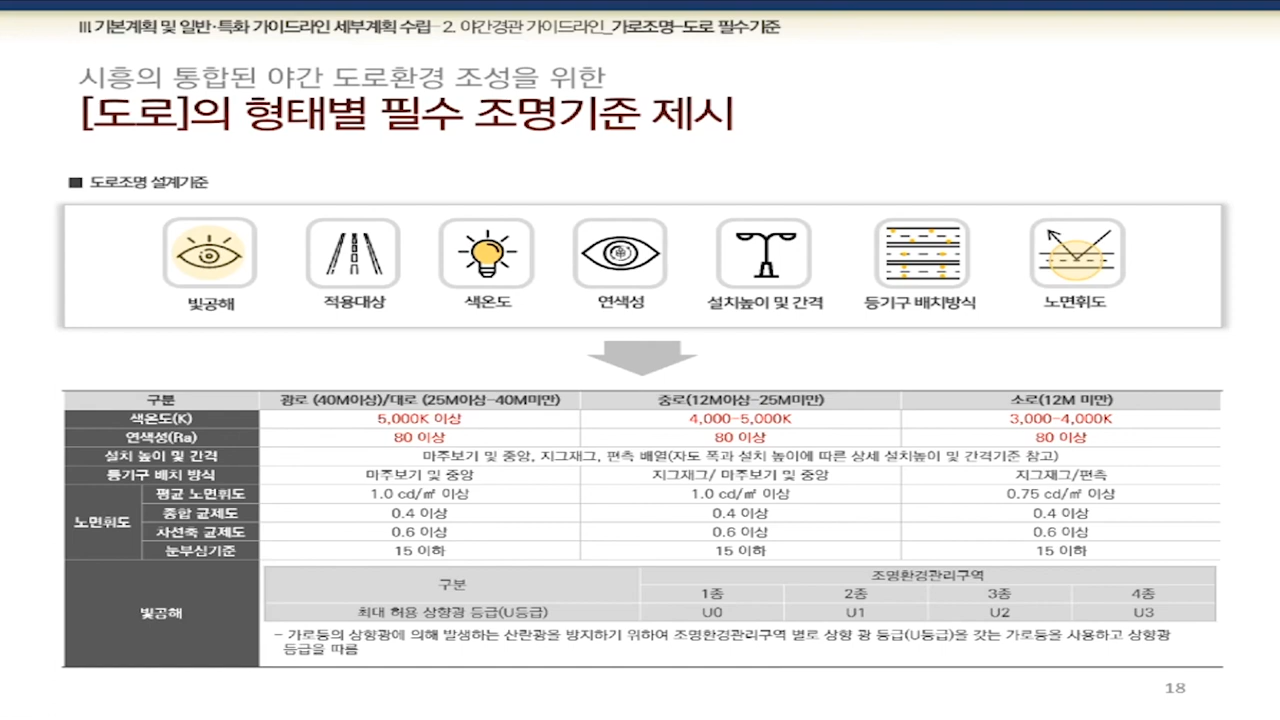 III. 기본계획 및 일반·특화 가이드라인 세부계획 수립 - 2. 야간경관 가이드라인_가로조명-도로 필수기준
시흥의 통합된 야간 도로환경 조성을 위한
[도로]의 형태별 필수 조명기준 제시
■ 도로조명 설계기준
빛공해 적용대상 색온도 연색성 설치높이 및 간격 등기구 배치방식 노면휘도
구분 광로 (40M이상)/대로 (25M이상-40M미만) 중로(12M이상-25M미만) 소로(12M 미만)
색온도(K) 5,000K 이상 4,000-5,000K 3,000-4,000K
연색성(Ra) 80 이상 80 이상 80 이상
설치 높이 및 간격 마주보기 및 중앙, 지그재그, 편측 배열(자도 폭과 설치 높이에 따른 상세 설치높이 및 간격기준 참고)
등기구 배치 방식 마주보기 및 중앙 지그재그/ 마주보기 및 중앙 지그재그/편측
노면휘도
평균 노면휘도 1.0 cd/㎡ 이상 1.0 cd/㎡ 이상 0.75 cd/㎡ 이상
종합 균제도 0.4 이상 0.4 이상 0.4 이상
차선축 균제도 0.6 이상 0.6 이상 0.6 이상
눈부심기준 15 이하 15 이하 15 이하
빛공해
구분 조명환경관리구역
1종 2종 3종 4종
최대 허용 상향광 등급(U등급) U0 U1 U2 U3
- 가로등의 상향광에 의해 발생하는 산란광을 방지하기 위하여 조명환경관리구역 별로 상향 광 등급(U등급)을 갖는 가로등을 사용하고 상향광
등급을 따름
18